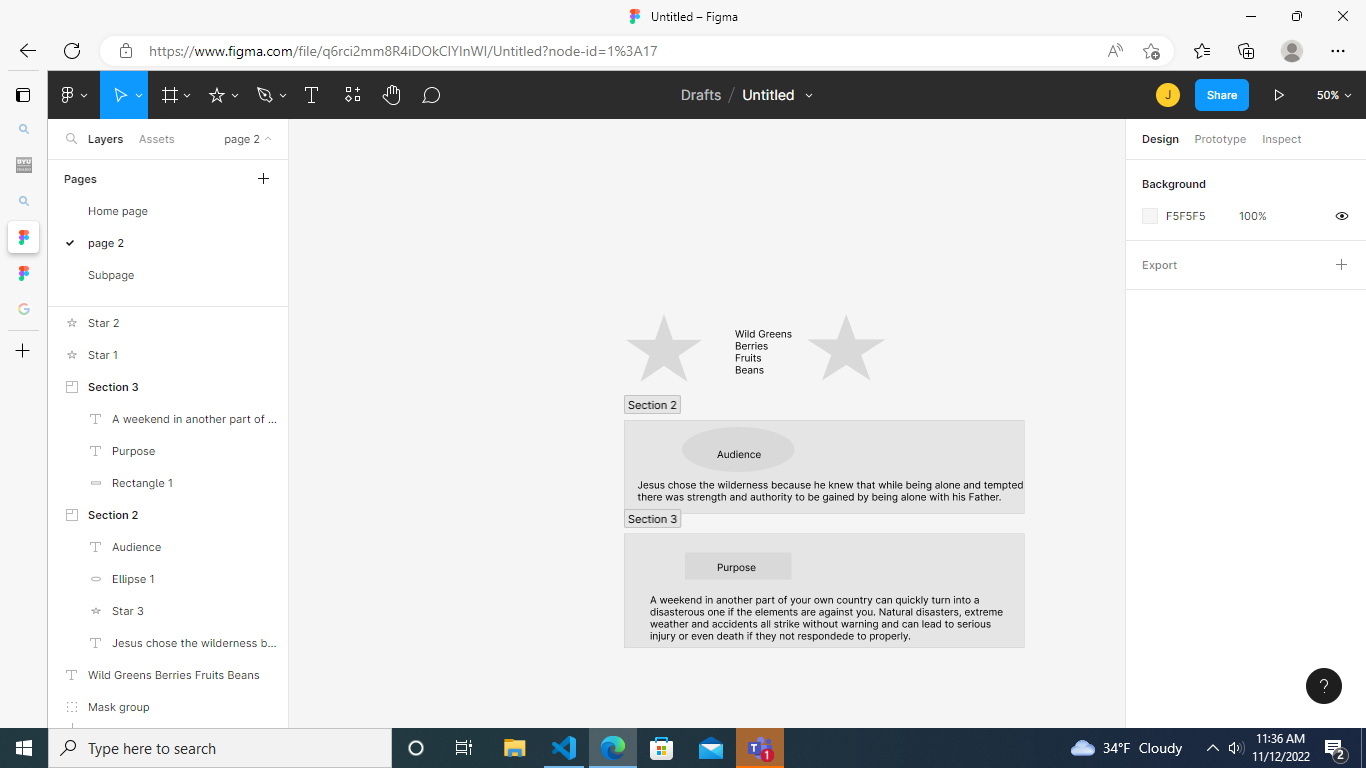 Untitled – Figma
https://www.figma.com/file/q6rci2mm8R4iDOkClYlnWI/Untitled?node-id=1%3A17
Drafts / Untitled
J
Share
50%
Layers
Assets
page 2
Pages
Home page
page 2
Subpage
Star 2
Star 1
Section 3
A weekend in another part of ...
Purpose
Rectangle 1
Section 2
Audience
Ellipse 1
Star 3
Jesus chose the wilderness b...
Wild Greens Berries Fruits Beans
Mask group
Wild Greens
Berries
Fruits
Beans
Section 2
Audience
Jesus chose the wilderness because he knew that while being alone and tempted
there was strength and authority to be gained by being alone with his Father.
Section 3
Purpose
A weekend in another part of your own country can quickly turn into a
disasterous one if the elements are against you. Natural disasters, extreme
weather and accidents all strike without warning and can lead to serious
injury or even death if they not respondede to properly.
Design
Prototype
Inspect
Background
F5F5F5
100%
Export
?
Type here to search
1
34°F Cloudy
11:36 AM
11/12/2022
2